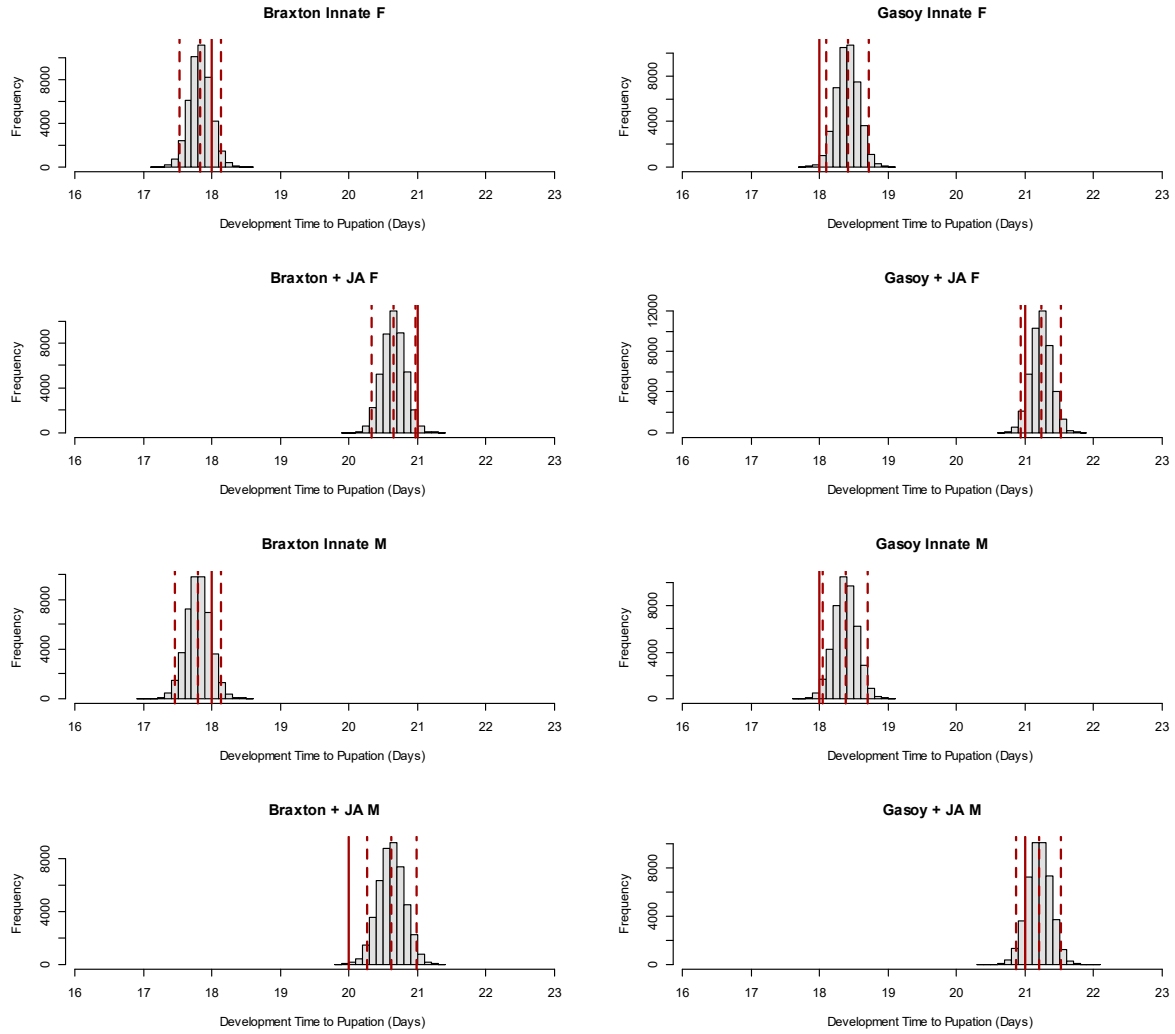 Braxton Innate F
Frequency
8000
4000
0
16 17 18 19 20 21 22 23
Development Time to Pupation (Days)
Gasoy Innate F
Frequency
8000
4000
0
16 17 18 19 20 21 22 23
Development Time to Pupation (Days)
Braxton + JA F
Frequency
8000
4000
0
16 17 18 19 20 21 22 23
Development Time to Pupation (Days)
Gasoy + JA F
Frequency
12000
8000
4000
0
16 17 18 19 20 21 22 23
Development Time to Pupation (Days)
Braxton Innate M
Frequency
8000
4000
0
16 17 18 19 20 21 22 23
Development Time to Pupation (Days)
Gasoy Innate M
Frequency
8000
4000
0
16 17 18 19 20 21 22 23
Development Time to Pupation (Days)
Braxton + JA M
Frequency
8000
4000
0
16 17 18 19 20 21 22 23
Development Time to Pupation (Days)
Gasoy + JA M
Frequency
8000
4000
0
16 17 18 19 20 21 22 23
Development Time to Pupation (Days)